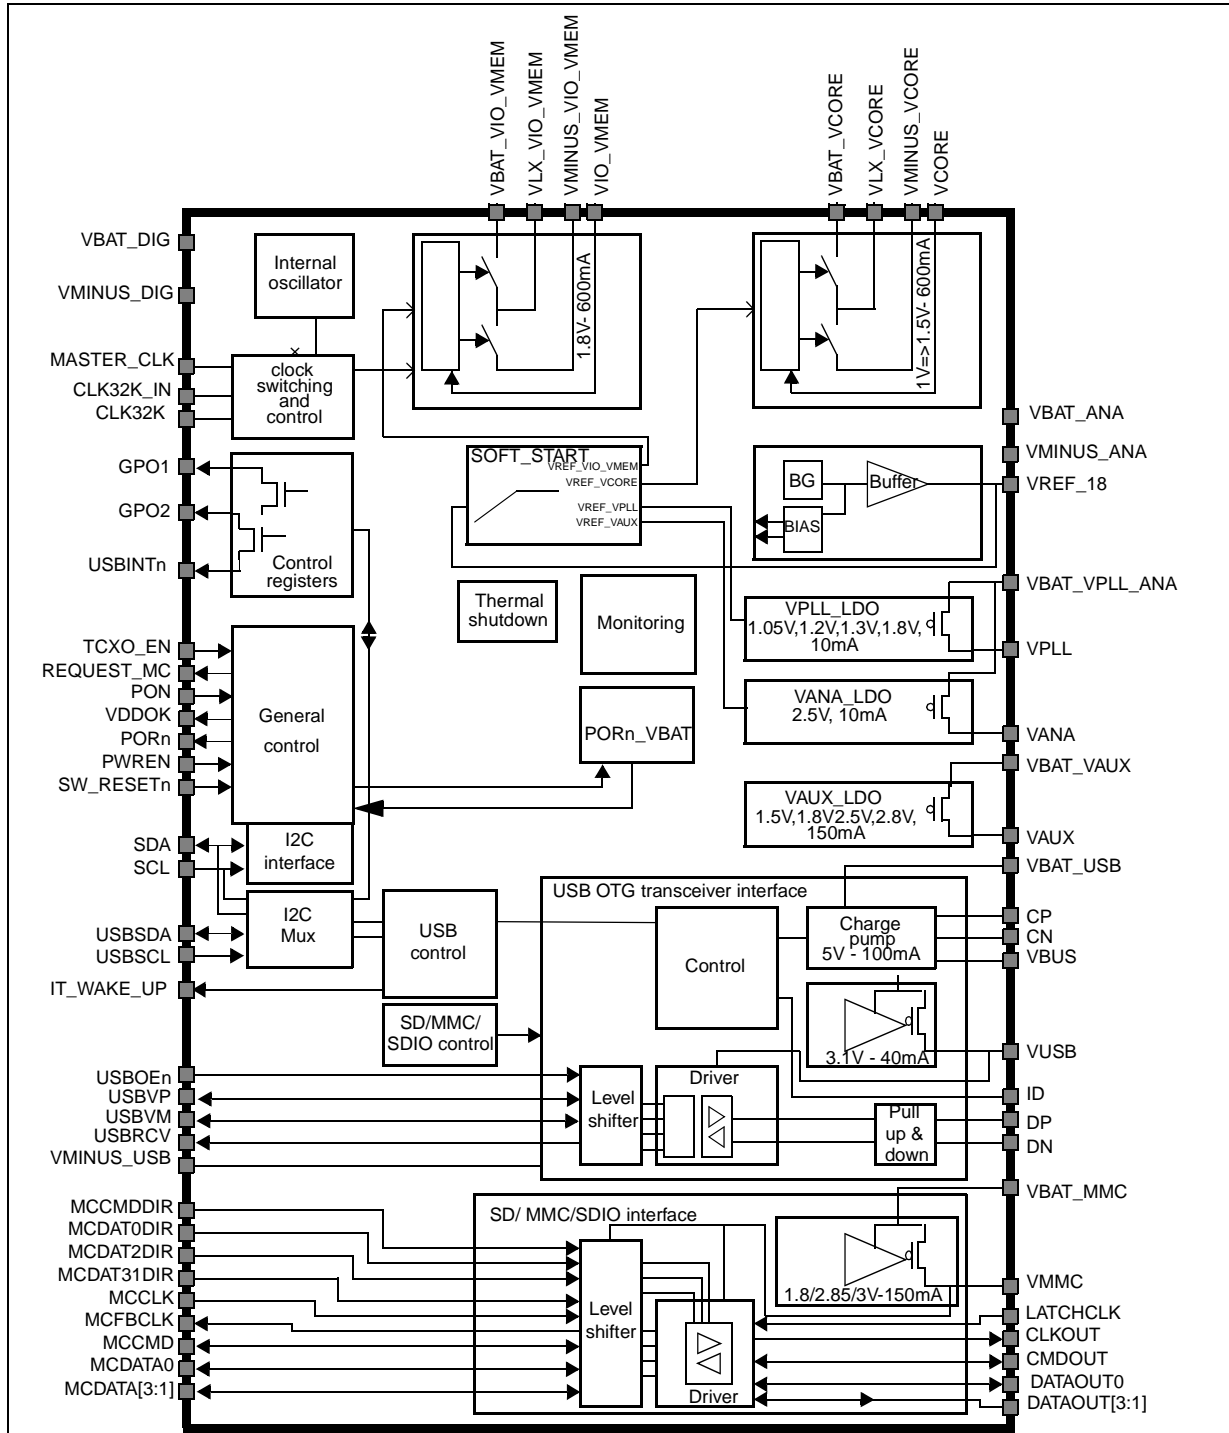 VBAT_VIO_VMEM
VLX_VIO_VMEM
VMINUS_VIO_VMEM
VIO_VMEM
VBAT_VCORE
VLX_VCORE
VMINUS_VCORE
VCORE
VBAT_DIG
VMINUS_DIG
MASTER_CLK
CLK32K_IN
CLK32K
GPO1
GPO2
USBINTn
TCXO_EN
REQUEST_MC
PON
VDDOK
PORn
PWREN
SW_RESETn
SDA
SCL
USBSDA
USBSCL
IT_WAKE_UP
USBOEn
USBVP
USBVM
USBRCV
VMINUS_USB
MCCMDDIR
MCDAT0DIR
MCDAT2DIR
MCDAT31DIR
MCCLK
MCFBCLK
MCCMD
MCDATA0
MCDATA[3:1]
Internal
oscillator
clock
switching
and
control
1.8V- 600mA
1V=>1.5V- 600mA
SOFT_START
VREF_VIO_VMEM
VREF_VCORE
VREF_VPLL
VREF_VAUX
BG
Buffer
BIAS
Control
registers
Thermal
shutdown
Monitoring
VPLL_LDO
1.05V,1.2V,1.3V,1.8V,
10mA
General
control
PORn_VBAT
VANA_LDO
2.5V, 10mA
VAUX_LDO
1.5V,1.8V2.5V,2.8V,
150mA
I2C
interface
I2C
Mux
USB
control
SD/MMC/
SDIO control
USB OTG transceiver interface
Control
Charge
pump
5V - 100mA
3.1V - 40mA
Level
shifter
Driver
Pull
up &
down
SD/ MMC/SDIO interface
Level
shifter
1.8/2.85/3V-150mA
Driver
VBAT_ANA
VMINUS_ANA
VREF_18
VBAT_VPLL_ANA
VPLL
VANA
VBAT_VAUX
VAUX
VBAT_USB
CP
CN
VBUS
VUSB
ID
DP
DN
VBAT_MMC
VMMC
LATCHCLK
CLKOUT
CMDOUT
DATAOUT0
DATAOUT[3:1]